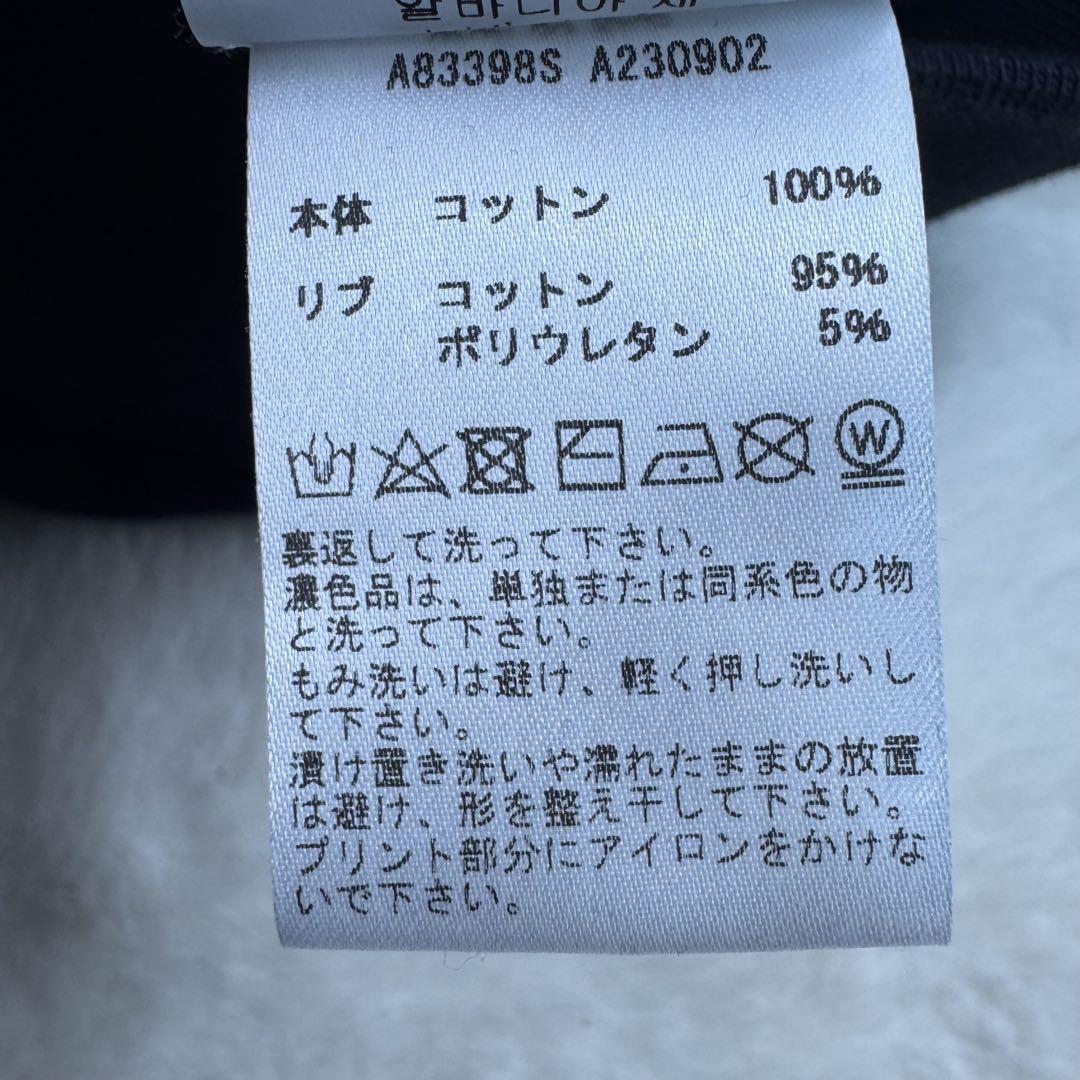 알바니아 제
A83398S A230902
本体 コットン 100%
リブ コットン 95%
ポリウレタン 5%
W
裏返して洗って下さい。
濃色品は、単独または同系色の物
と洗って下さい。
もみ洗いは避け、軽く押し洗いし
て下さい。
漬け置き洗いや濡れたままの放置
は避け、形を整え干して下さい。
プリント部分にアイロンをかけな
いで下さい。